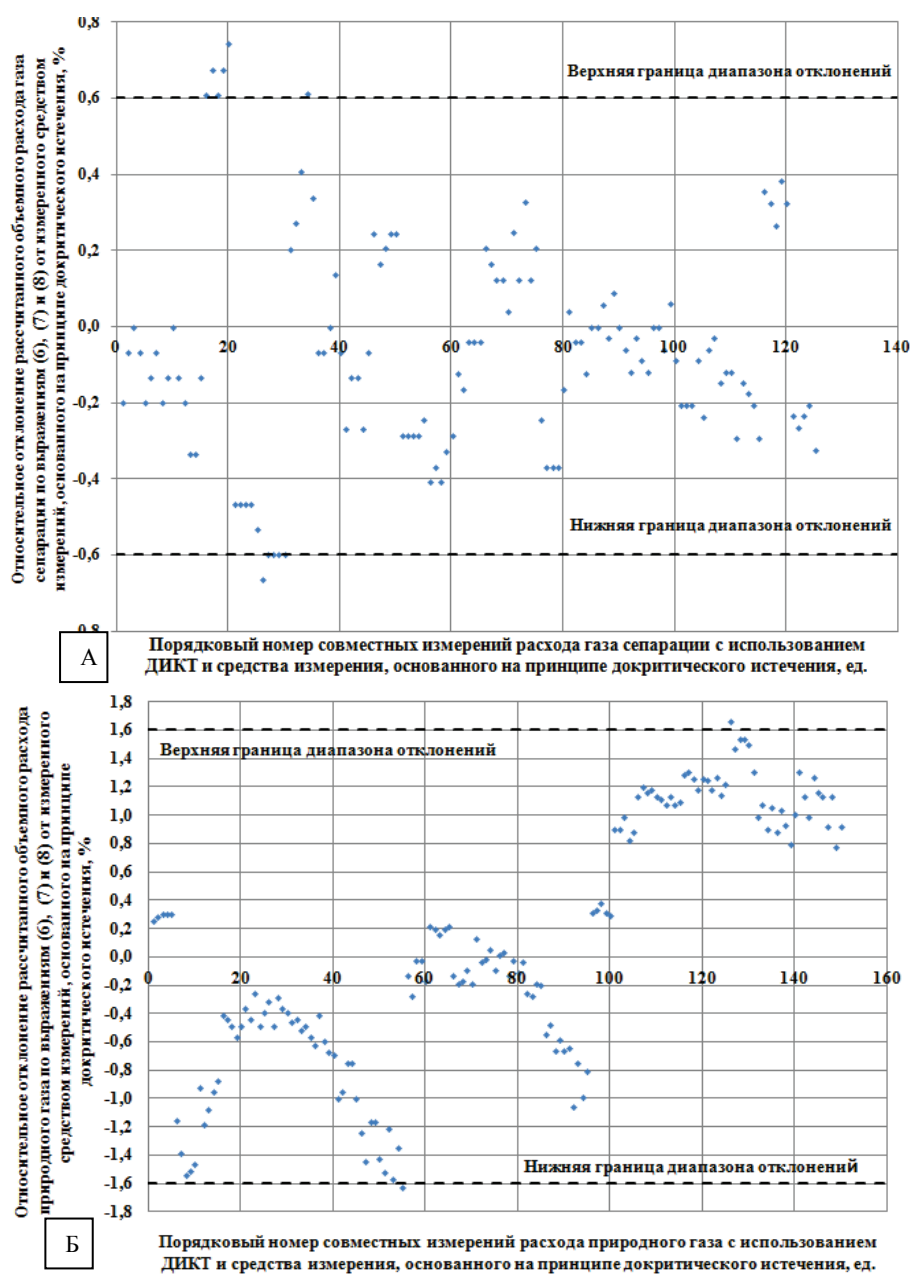 Относительное отклонение рассчитанного объемного расхода газа
сепарации по выражениям (6), (7) и (8) от измеренного средством
измерений, основанного на принципе докритического истечения, %
0,8
0,6
0,4
0,2
0,0
-0,2
-0,4
-0,6
0,8
0
20
40
60
80
100
120
140
Верхняя граница диапазона отклонений
Нижняя граница диапазона отклонений
А
Порядковый номер совместных измерений расхода газа сепарации с использованием
ДИКТ и средства измерения, основанного на принципе докритического истечения, ед.
Относительное отклонение рассчитанного объемного расхода
природного газа по выражениям (6), (7) и (8) от измеренного
средством измерений, основанного на принципе
докритического истечения, %
1,8
1,6
1,4
1,2
1,0
0,8
0,6
0,4
0,2
0,0
-0,2
-0,4
-0,6
-0,8
-1,0
-1,2
-1,4
-1,6
-1,8
0
20
40
60
80
100
120
140
160
Верхняя граница диапазона отклонений
Нижняя граница диапазона отклонений
Б
Порядковый номер совместных измерений расхода природного газа с использованием
ДИКТ и средства измерения, основанного на принципе докритического истечения, ед.